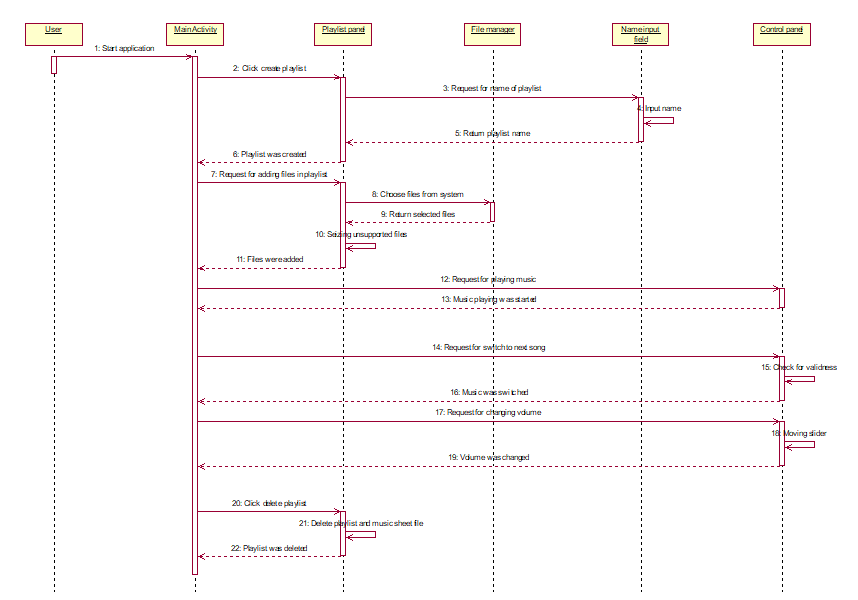 User
Main Activity
Playlist panel
File manager
Name input
field
Control panel
1: Start application
2: Click create playlist
3: Request for name of playlist
4: Input name
5: Return playlist name
6: Playlist was created
7: Request for adding files in playlist
8: Choose files from system
9: Return selected files
10: Seizing unsupported files
11: Files were added
12: Request for playing music
13: Music playing was started
14: Request for switch to next song
15: Check for validness
16: Music was switched
17: Request for changing volume
18: Moving slider
19: Volume was changed
20: Click delete playlist
21: Delete playlist and music sheet file
22: Playlist was deleted